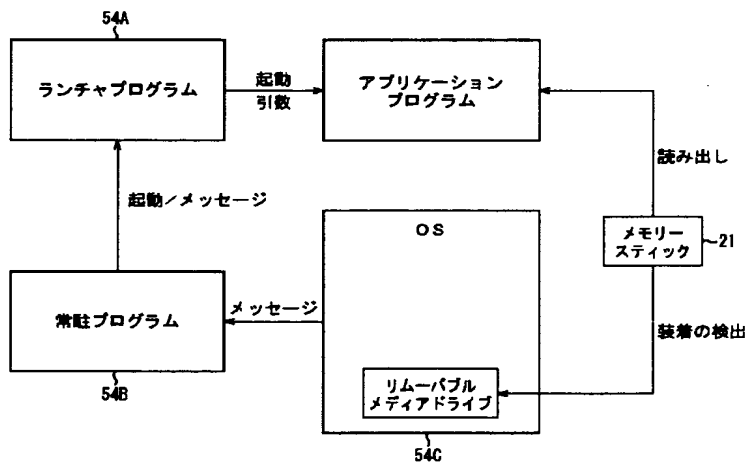 54A
ランチャプログラム
起動
引数
アプリケーション
プログラム
読み出し
起動／メッセージ
OS
メモリー
スティック
21
常駐プログラム
メッセージ
装着の検出
リムーバブル
メディアドライブ
54B
54C